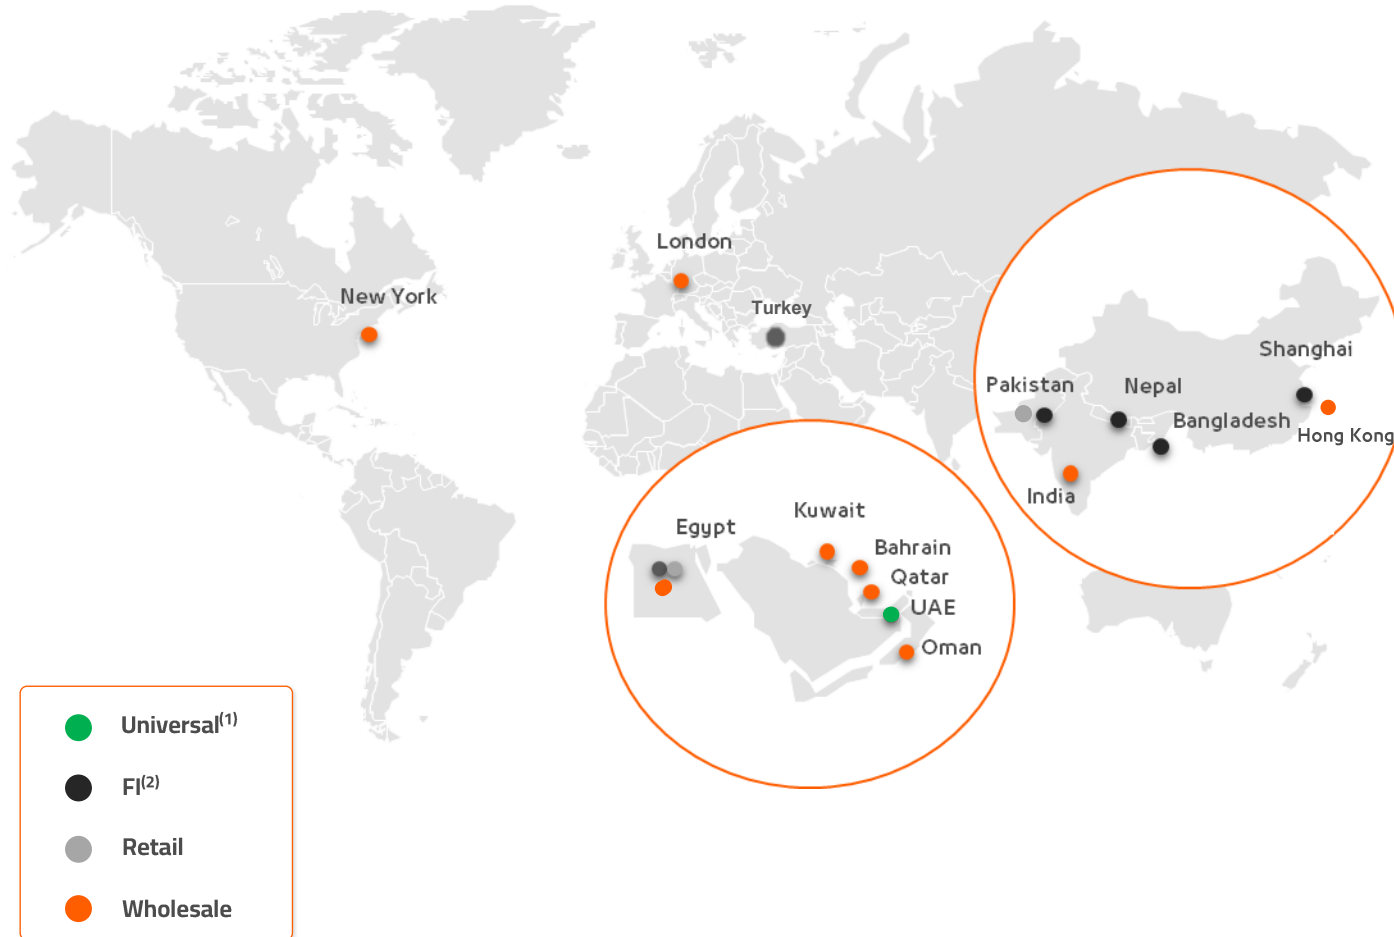 London
New York
Turkey
Shanghai
Pakistan
Nepal
Bangladesh
Hong Kong
India
Kuwait
Egypt
Bahrain
Qatar
UAE
Oman
Universal(1)
FI(2)
Retail
Wholesale